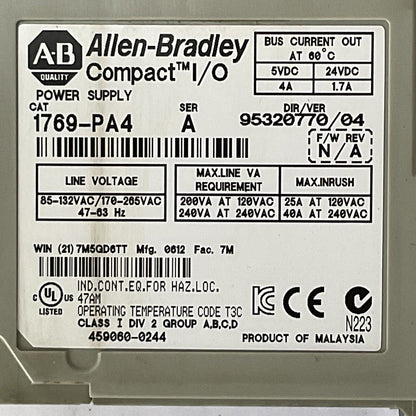 AB Allen-Bradley
QUALITY
Compact™ I/O
POWER SUPPLY
BUS CURRENT OUT
AT 60°C
5VDC 24VDC
4A 1.7A
CAT SER DIR/VER
1769-PA4 A 95320770/04
F/W REV
N/A
LINE VOLTAGE
85-132VAC/170-265VAC
47-63 Hz
MAX.LINE VA
REQUIREMENT
200VA AT 120VAC
240VA AT 240VAC
MAX.INRUSH
25A AT 120VAC
40A AT 240VAC
WIN (21) 7M5QD6TT Mfg. 0612 Fac. 7M
C UL US
LISTED
IND.CONT.EQ.FOR HAZ.LOC.
47AM
OPERATING TEMPERATURE CODE T3C
CLASS I DIV 2 GROUP A,B,C,D
459060-0244
CE
N223
PRODUCT OF MALAYSIA